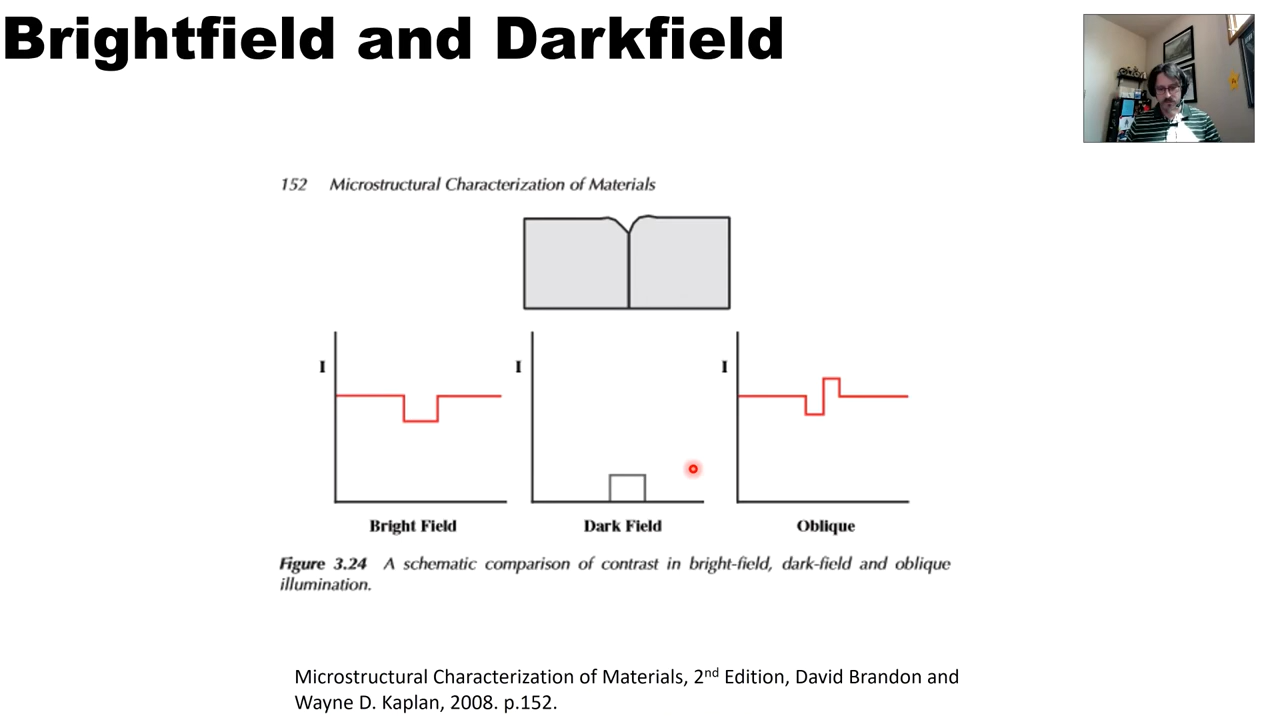 Brightfield and Darkfield
152 Microstructural Characterization of Materials
I I I
Bright Field Dark Field Oblique
Figure 3.24 A schematic comparison of contrast in bright-field, dark-field and oblique
illumination.
Microstructural Characterization of Materials, 2nd Edition, David Brandon and
Wayne D. Kaplan, 2008. p.152.